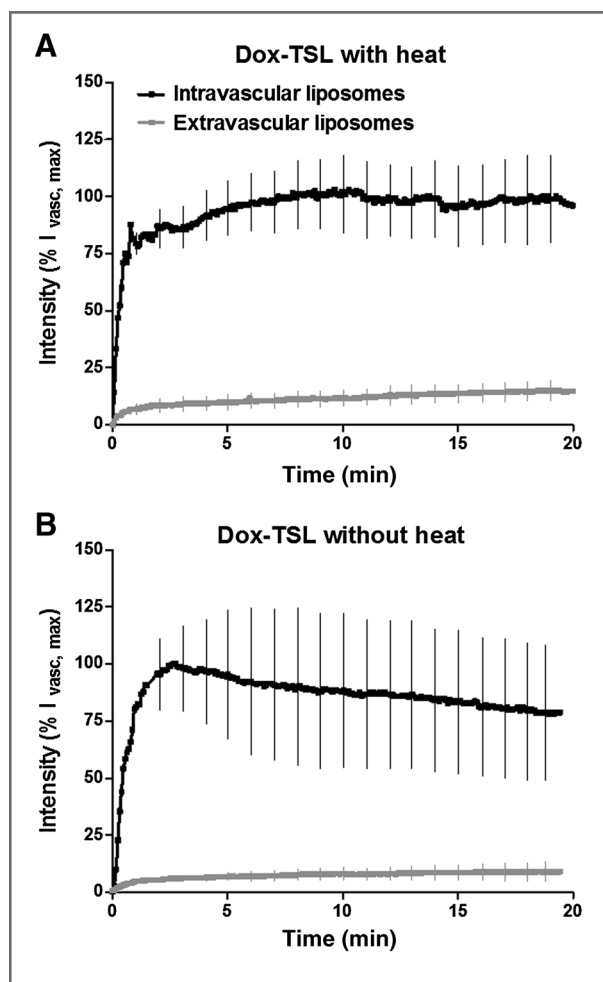 A
Dox-TSL with heat
Intravascular liposomes
Extravascular liposomes
Intensity (% I vasc, max)
150
125
100
75
50
25
0
0 5 10 15 20
Time (min)
B
Dox-TSL without heat
Intensity (% I vasc, max)
150
125
100
75
50
25
0
0 5 10 15 20
Time (min)